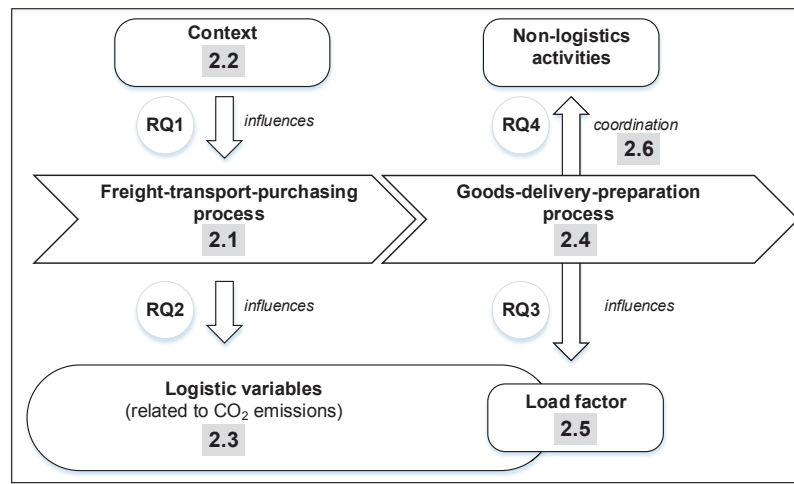 Context
2.2
Non-logistics
activities
RQ1
influences
RQ4
coordination
2.6
Freight-transport-purchasing
process
2.1
Goods-delivery-preparation
process
2.4
RQ2
influences
RQ3
influences
Logistic variables
(related to CO₂ emissions)
2.3
Load factor
2.5